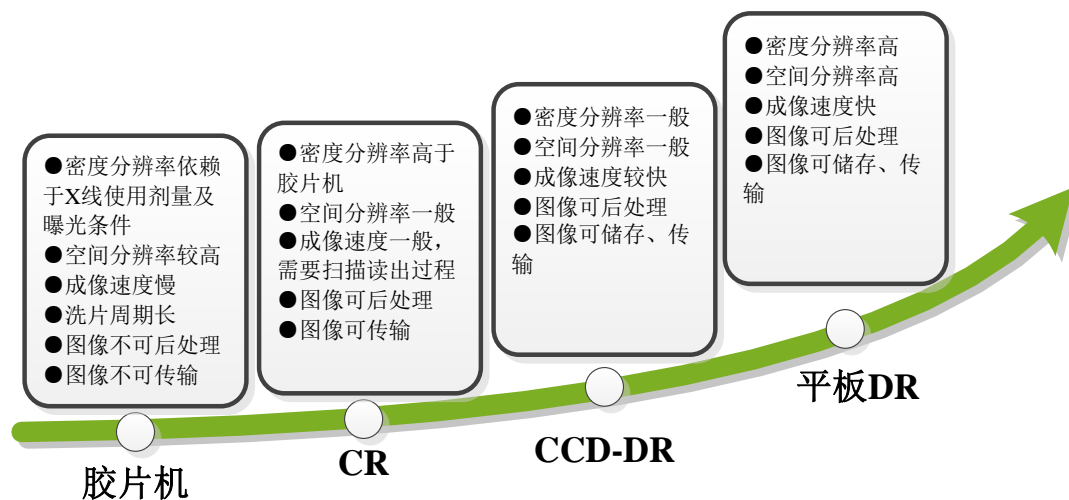 ●密度分辨率依赖
于X线使用剂量及
曝光条件
●空间分辨率较高
●成像速度慢
●洗片周期长
●图像不可后处理
●图像不可传输
胶片机
●密度分辨率高于
胶片机
●空间分辨率一般
●成像速度一般，
需要扫描读出过程
●图像可后处理
●图像可传输
CR
●密度分辨率一般
●空间分辨率一般
●成像速度较快
●图像可后处理
●图像可储存、传
输
CCD-DR
●密度分辨率高
●空间分辨率高
●成像速度快
●图像可后处理
●图像可储存、传
输
平板DR